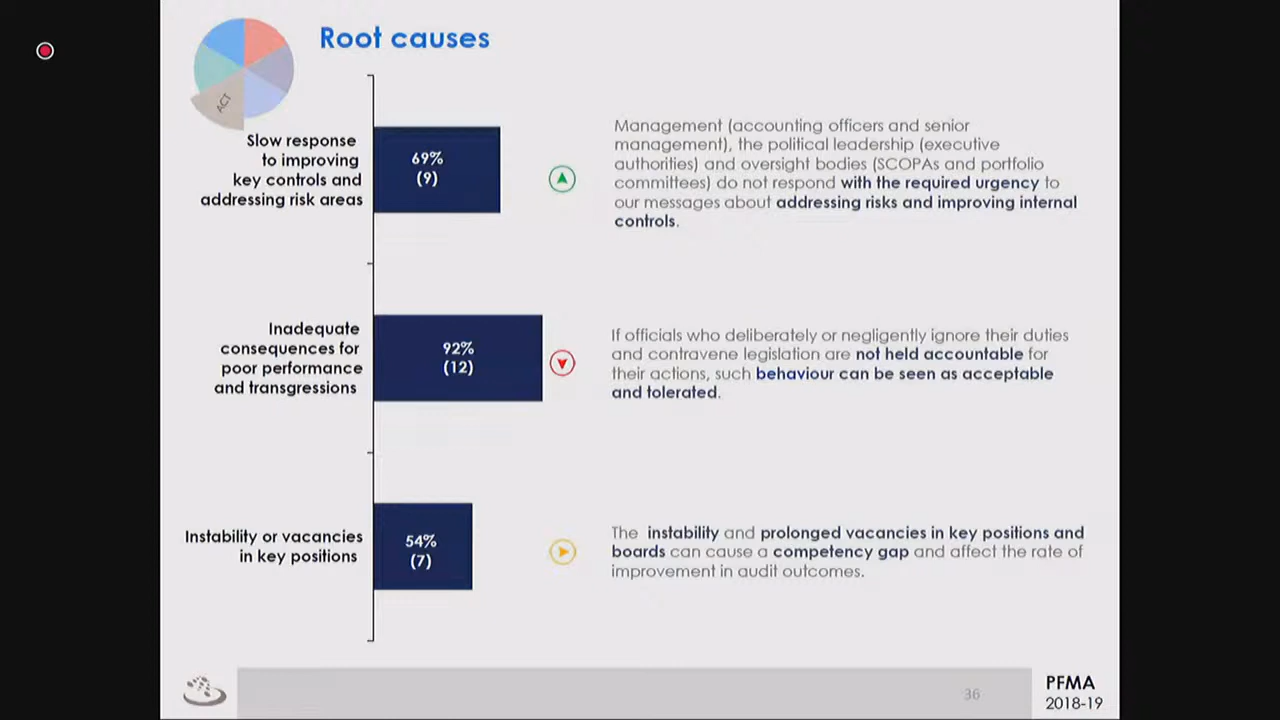 Root causes
ACT
Slow response
to improving
key controls and
addressing risk areas
69%
(9)
Management (accounting officers and senior
management), the political leadership (executive
authorities) and oversight bodies (SCOPAs and portfolio
committees) do not respond with the required urgency to
our messages about addressing risks and improving internal
controls.
Inadequate
consequences for
poor performance
and transgressions
92%
(12)
If officials who deliberately or negligently ignore their duties
and contravene legislation are not held accountable for
their actions, such behaviour can be seen as acceptable
and tolerated.
Instability or vacancies
in key positions
54%
(7)
The instability and prolonged vacancies in key positions and
boards can cause a competency gap and affect the rate of
improvement in audit outcomes.
36
PFMA
2018-19